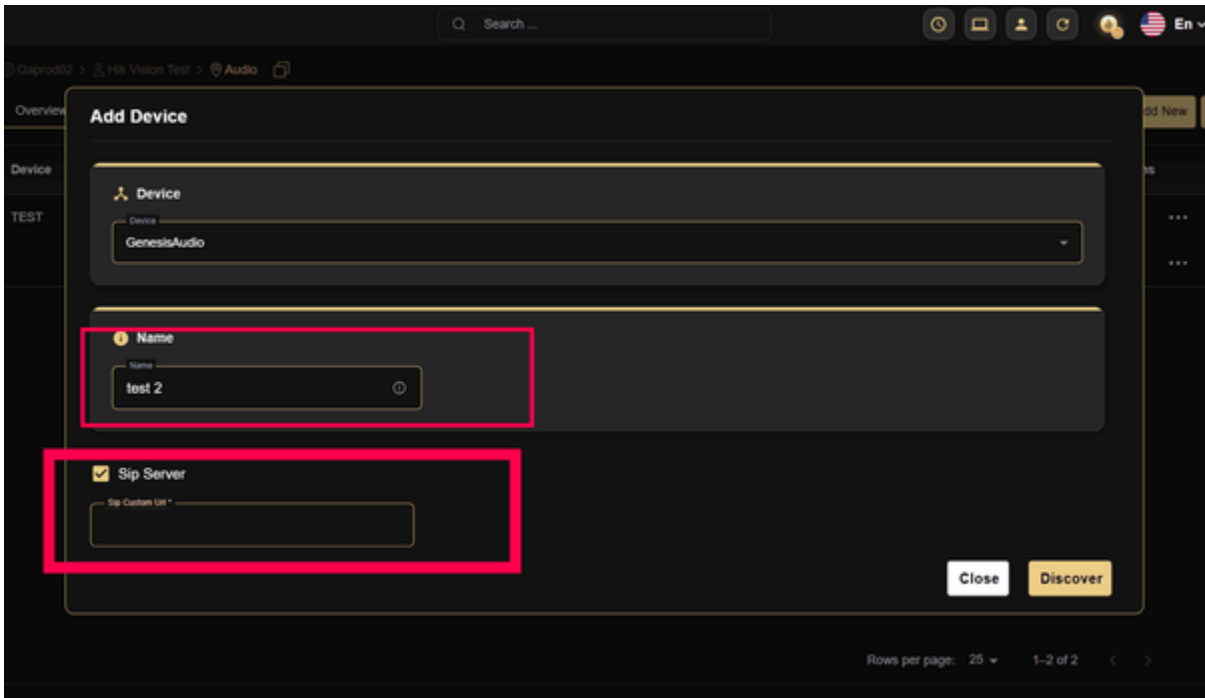 Search ...
En
Qaprod02 > Hik Vision Test > Audio
Overview
Add Device
dd New
Device
ns
Device
TEST
Device
GenesisAudio
Name
Name
test 2
Sip Server
Sip Custom Url *
Close
Discover
Rows per page: 25
1–2 of 2